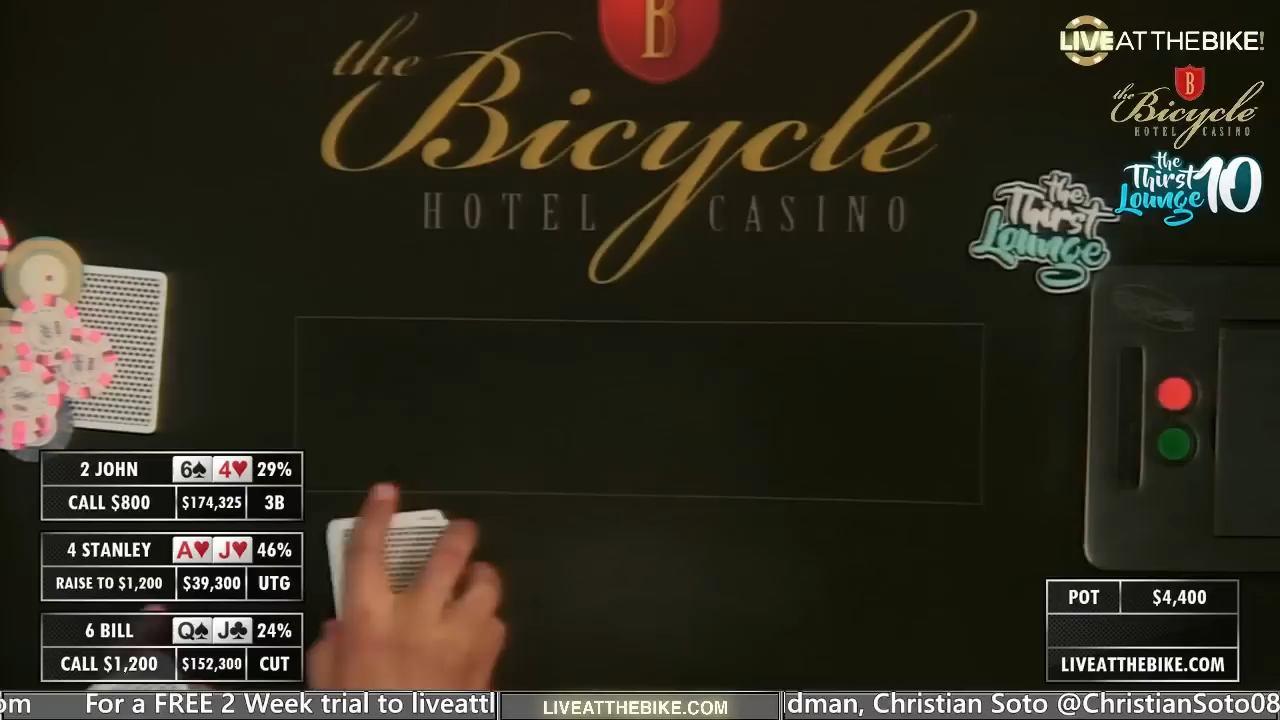 B
the
Bicycle
HOTEL CASINO
LIVEATTHEBIKE!
B
the
Bicycle
HOTEL CASINO
the
Thirst
Lounge 10
the
Thirst
Lounge
2 JOHN 6♠ 4♥ 29%
CALL $800 $174,325 3B
4 STANLEY A♥ J♥ 46%
RAISE TO $1,200 $39,300 UTG
6 BILL Q♠ J♣ 24%
CALL $1,200 $152,300 CUT
POT $4,400
LIVEATTHEBIKE.COM
om For a FREE 2 Week trial to liveattl
LIVEATTHEBIKE.COM
dman, Christian Soto @ChristianSoto08